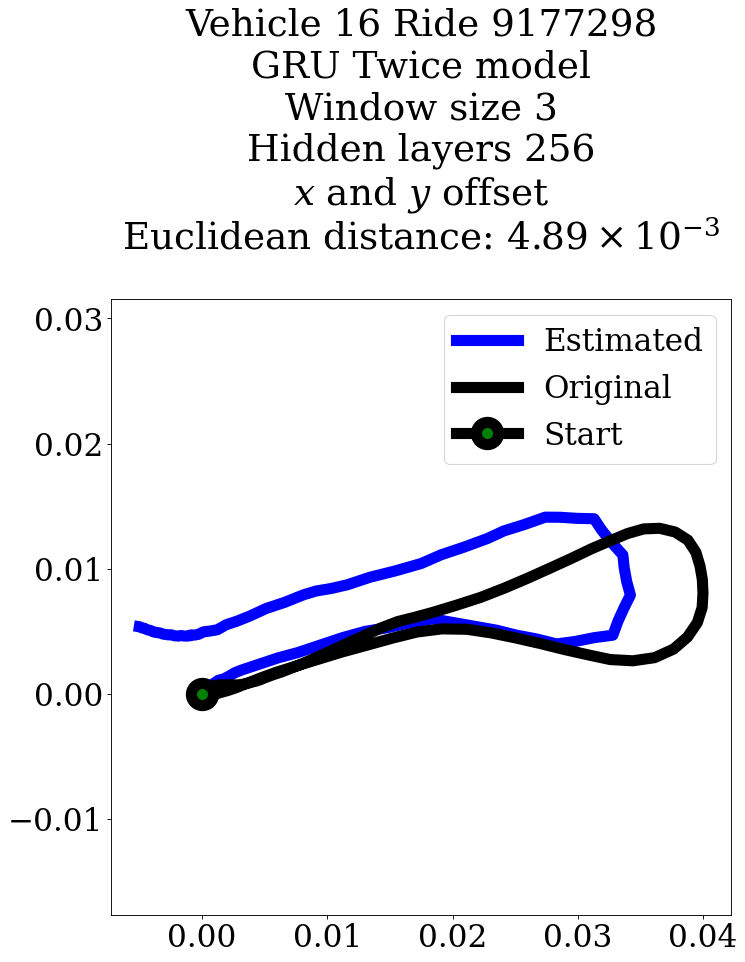 Vehicle 16 Ride 9177298
GRU Twice model
Window size 3
Hidden layers 256
x and y offset
Euclidean distance: 4.89 × 10⁻³
Estimated
Original
Start
0.03
0.02
0.01
0.00
−0.01
0.00 0.01 0.02 0.03 0.04